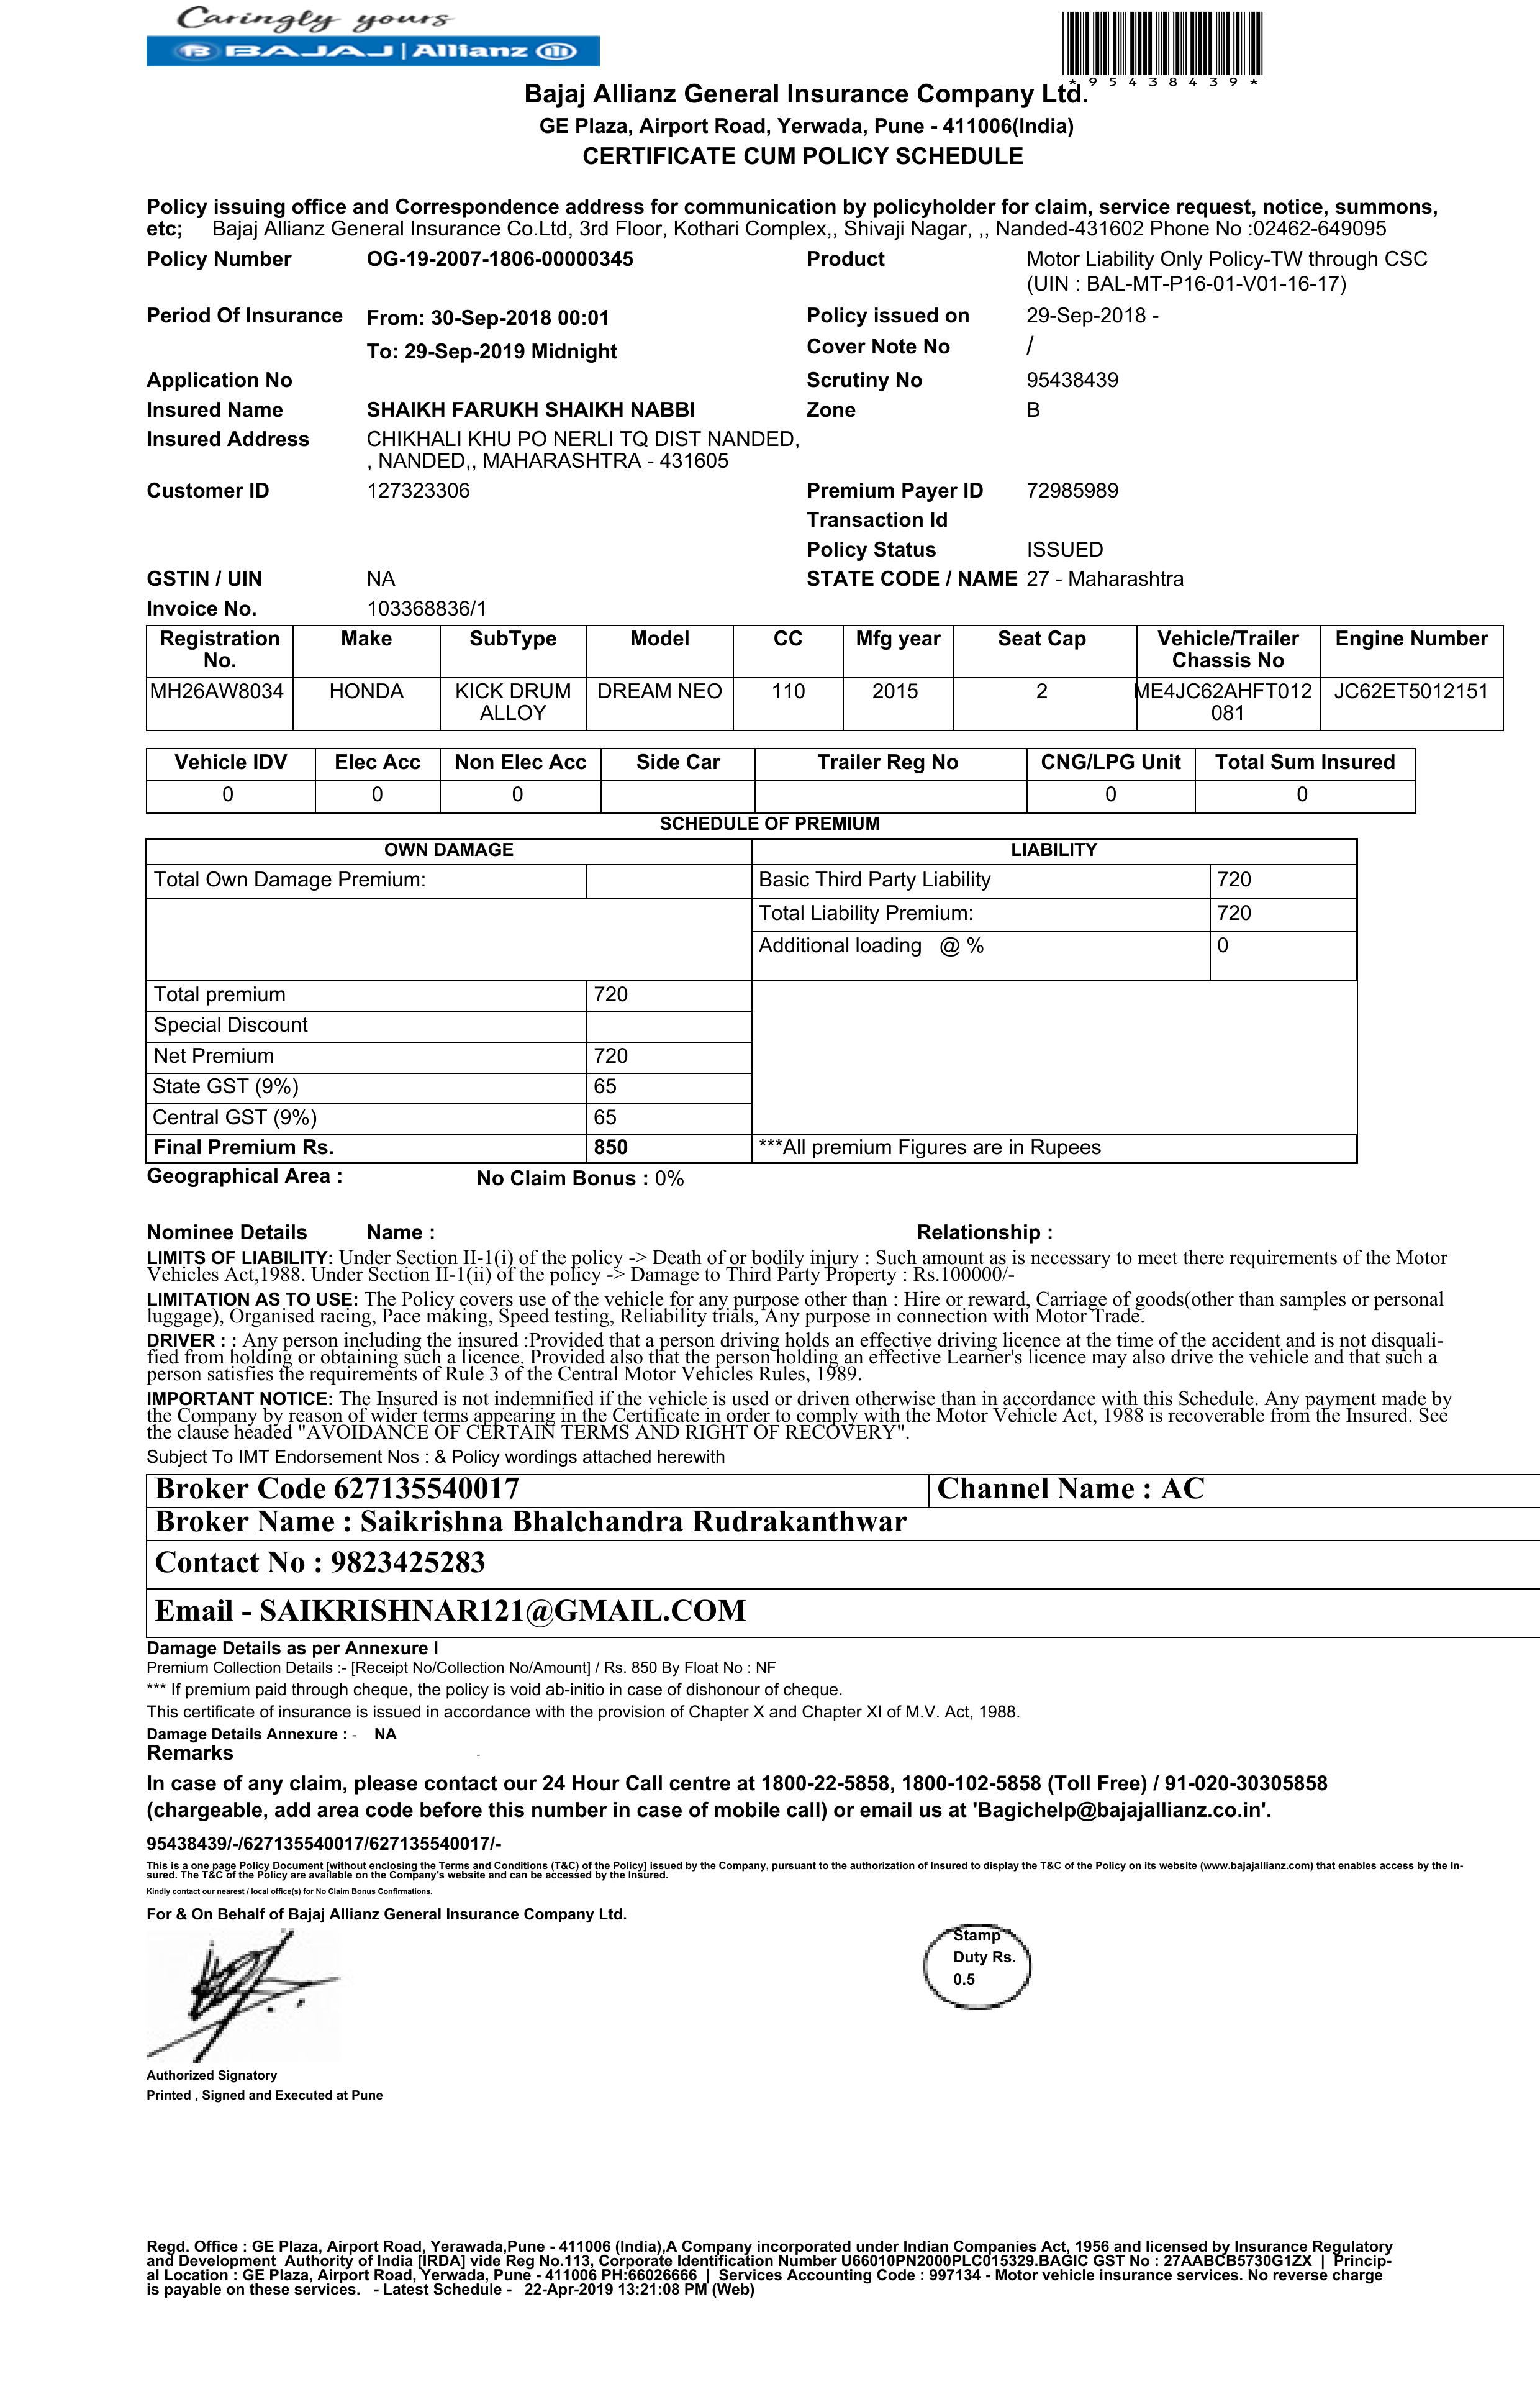 Caringly yours
BAJAJ | Allianz
*95438439*
Bajaj Allianz General Insurance Company Ltd.
GE Plaza, Airport Road, Yerwada, Pune - 411006(India)
CERTIFICATE CUM POLICY SCHEDULE
Policy issuing office and Correspondence address for communication by policyholder for claim, service request, notice, summons,
etc; Bajaj Allianz General Insurance Co.Ltd, 3rd Floor, Kothari Complex,, Shivaji Nagar, ,, Nanded-431602 Phone No :02462-649095
Policy Number OG-19-2007-1806-00000345 Product Motor Liability Only Policy-TW through CSC
(UIN : BAL-MT-P16-01-V01-16-17)
Period Of Insurance From: 30-Sep-2018 00:01 Policy issued on 29-Sep-2018 -
To: 29-Sep-2019 Midnight Cover Note No /
Application No Scrutiny No 95438439
Insured Name SHAIKH FARUKH SHAIKH NABBI Zone B
Insured Address CHIKHALI KHU PO NERLI TQ DIST NANDED,
, NANDED,, MAHARASHTRA - 431605
Customer ID 127323306 Premium Payer ID 72985989
Transaction Id
Policy Status ISSUED
GSTIN / UIN NA STATE CODE / NAME 27 - Maharashtra
Invoice No. 103368836/1
Registration Make SubType Model CC Mfg year Seat Cap Vehicle/Trailer Engine Number
No. Chassis No
MH26AW8034 HONDA KICK DRUM DREAM NEO 110 2015 2 ME4JC62AHFT012 JC62ET5012151
ALLOY 081
Vehicle IDV Elec Acc Non Elec Acc Side Car Trailer Reg No CNG/LPG Unit Total Sum Insured
0 0 0 0 0
SCHEDULE OF PREMIUM
OWN DAMAGE LIABILITY
Total Own Damage Premium: Basic Third Party Liability 720
Total Liability Premium: 720
Additional loading @ % 0
Total premium 720
Special Discount
Net Premium 720
State GST (9%) 65
Central GST (9%) 65
Final Premium Rs. 850 ***All premium Figures are in Rupees
Geographical Area : No Claim Bonus : 0%
Nominee Details Name : Relationship :
LIMITS OF LIABILITY: Under Section II-1(i) of the policy -> Death of or bodily injury : Such amount as is necessary to meet there requirements of the Motor
Vehicles Act,1988. Under Section II-1(ii) of the policy -> Damage to Third Party Property : Rs.100000/-
LIMITATION AS TO USE: The Policy covers use of the vehicle for any purpose other than : Hire or reward, Carriage of goods(other than samples or personal
luggage), Organised racing, Pace making, Speed testing, Reliability trials, Any purpose in connection with Motor Trade.
DRIVER : : Any person including the insured :Provided that a person driving holds an effective driving licence at the time of the accident and is not disquali-
fied from holding or obtaining such a licence. Provided also that the person holding an effective Learner's licence may also drive the vehicle and that such a
person satisfies the requirements of Rule 3 of the Central Motor Vehicles Rules, 1989.
IMPORTANT NOTICE: The Insured is not indemnified if the vehicle is used or driven otherwise than in accordance with this Schedule. Any payment made by
the Company by reason of wider terms appearing in the Certificate in order to comply with the Motor Vehicle Act, 1988 is recoverable from the Insured. See
the clause headed "AVOIDANCE OF CERTAIN TERMS AND RIGHT OF RECOVERY".
Subject To IMT Endorsement Nos : & Policy wordings attached herewith
Broker Code 627135540017 Channel Name : AC
Broker Name : Saikrishna Bhalchandra Rudrakanthwar
Contact No : 9823425283
Email - SAIKRISHNAR121@GMAIL.COM
Damage Details as per Annexure I
Premium Collection Details :- [Receipt No/Collection No/Amount] / Rs. 850 By Float No : NF
*** If premium paid through cheque, the policy is void ab-initio in case of dishonour of cheque.
This certificate of insurance is issued in accordance with the provision of Chapter X and Chapter XI of M.V. Act, 1988.
Damage Details Annexure : - NA
Remarks -
In case of any claim, please contact our 24 Hour Call centre at 1800-22-5858, 1800-102-5858 (Toll Free) / 91-020-30305858
(chargeable, add area code before this number in case of mobile call) or email us at 'Bagichelp@bajajallianz.co.in'.
95438439/-/627135540017/627135540017/-
This is a one page Policy Document [without enclosing the Terms and Conditions (T&C) of the Policy] issued by the Company, pursuant to the authorization of Insured to display the T&C of the Policy on its website (www.bajajallianz.com) that enables access by the In-
sured. The T&C of the Policy are available on the Company's website and can be accessed by the Insured.
Kindly contact our nearest / local office(s) for No Claim Bonus Confirmations.
For & On Behalf of Bajaj Allianz General Insurance Company Ltd.
Stamp
Duty Rs.
0.5
Authorized Signatory
Printed , Signed and Executed at Pune
Regd. Office : GE Plaza, Airport Road, Yerawada,Pune - 411006 (India),A Company incorporated under Indian Companies Act, 1956 and licensed by Insurance Regulatory
and Development Authority of India [IRDA] vide Reg No.113, Corporate Identification Number U66010PN2000PLC015329.BAGIC GST No : 27AABCB5730G1ZX | Princip-
al Location : GE Plaza, Airport Road, Yerwada, Pune - 411006 PH:66026666 | Services Accounting Code : 997134 - Motor vehicle insurance services. No reverse charge
is payable on these services. - Latest Schedule - 22-Apr-2019 13:21:08 PM (Web)